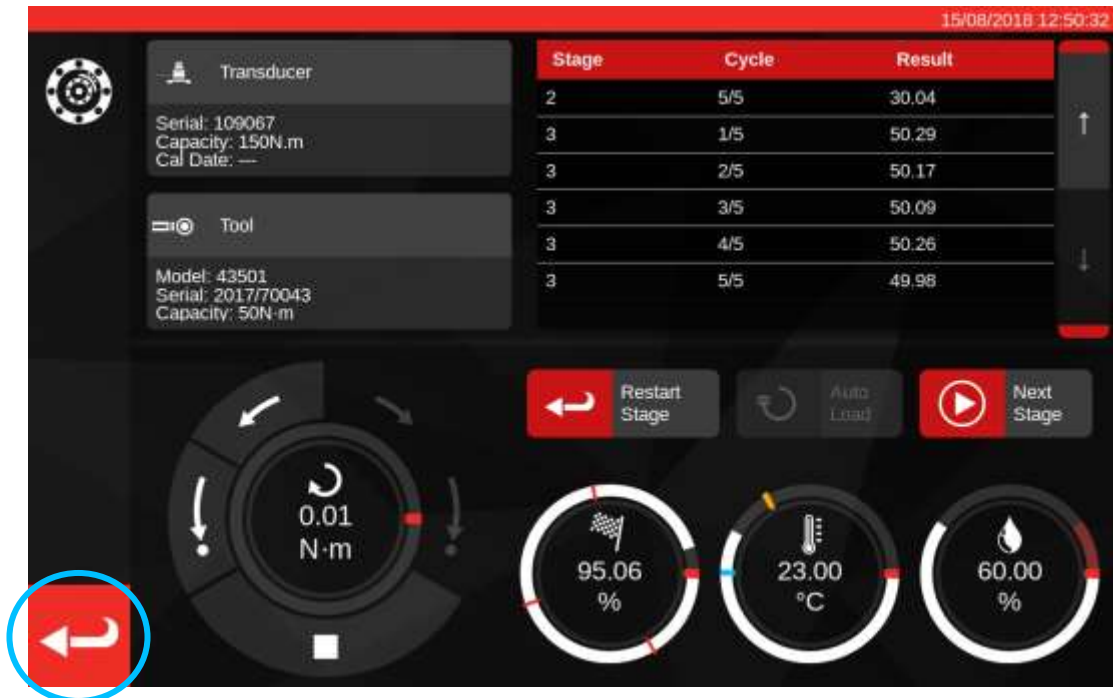 15/08/2018 12:50:32
Transducer
Serial: 109067
Capacity: 150N.m
Cal Date: ---
Tool
Model: 43501
Serial: 2017/70043
Capacity: 50N·m
Stage Cycle Result
2 5/5 30.04
3 1/5 50.29
3 2/5 50.17
3 3/5 50.09
3 4/5 50.26
3 5/5 49.98
Restart
Stage
Auto
Load
Next
Stage
0.01
N·m
95.06
%
23.00
°C
60.00
%